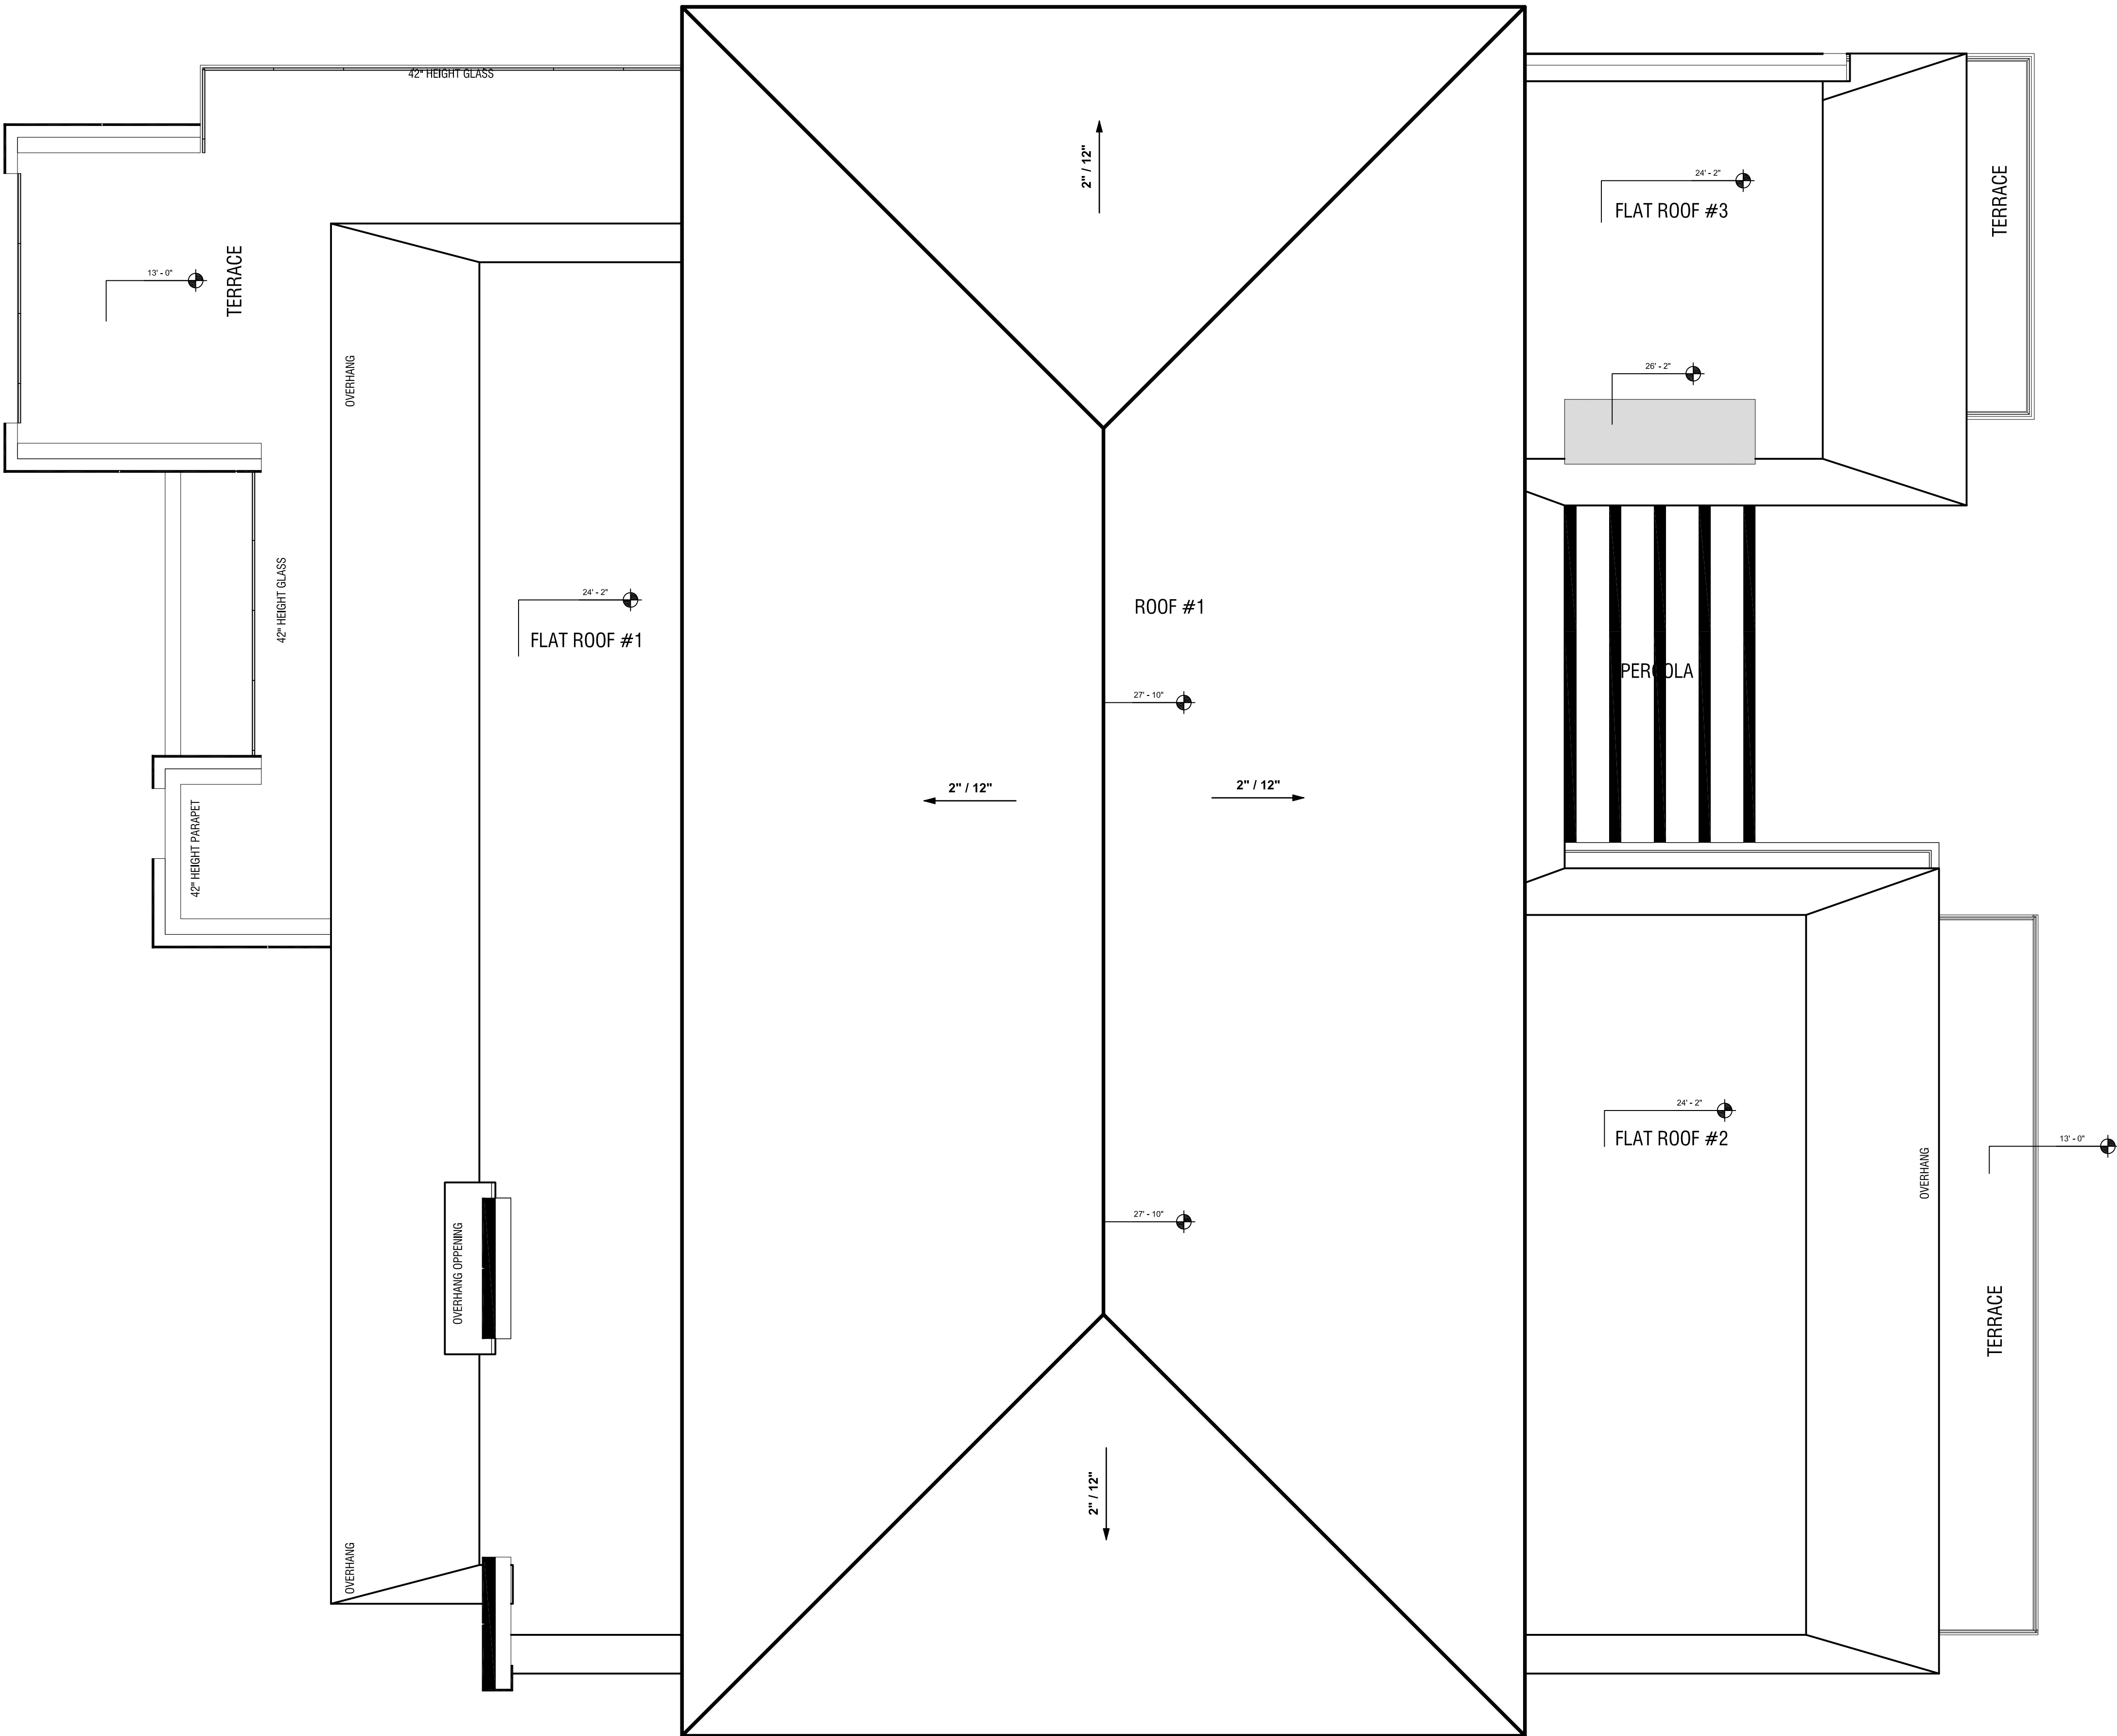 42" HEIGHT GLASS
2" / 12"
24' - 2"
FLAT ROOF #3
TERRACE
13' - 0"
TERRACE
OVERHANG
26' - 2"
24' - 2"
FLAT ROOF #1
42" HEIGHT GLASS
ROOF #1
PERGOLA
27' - 10"
2" / 12"
2" / 12"
42" HEIGHT PARAPET
24' - 2"
FLAT ROOF #2
13' - 0"
OVERHANG
27' - 10"
OVERHANG OPPENING
TERRACE
2" / 12"
OVERHANG